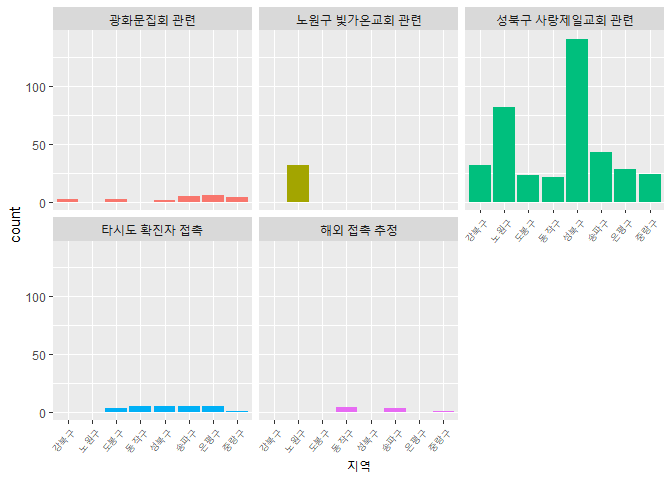 광화문집회 관련
노원구 빛가온교회 관련
성북구 사랑제일교회 관련
100
50
0
강북구
노원구
도봉구
동작구
성북구
송파구
은평구
중랑구
count
타시도 확진자 접촉
해외 접촉 추정
100
50
0
강북구
노원구
도봉구
동작구
성북구
송파구
은평구
중랑구
강북구
노원구
도봉구
동작구
성북구
송파구
은평구
중랑구
지역